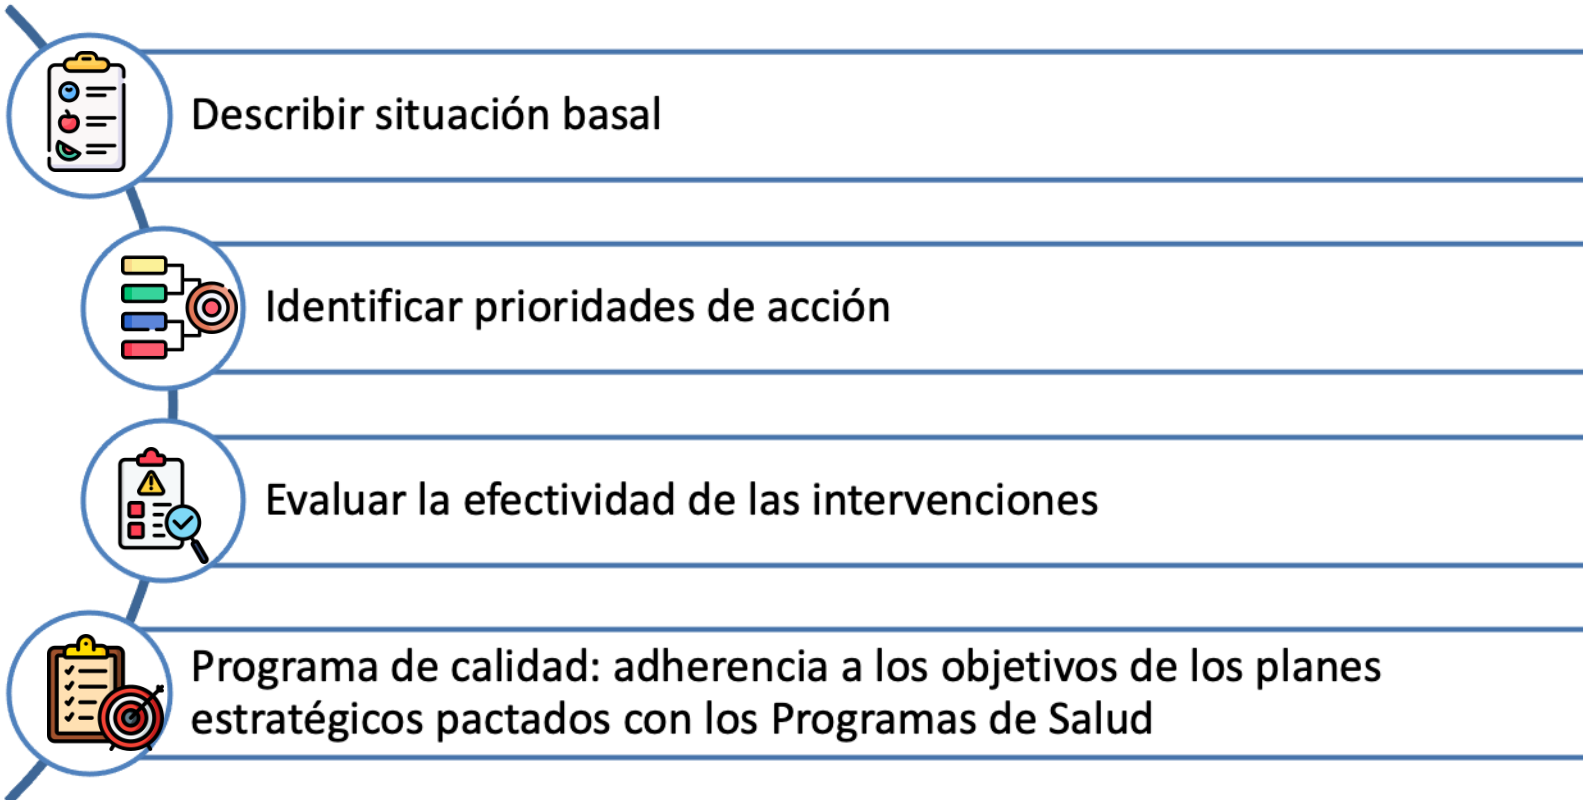 Describir situación basal
Identificar prioridades de acción
Evaluar la efectividad de las intervenciones
Programa de calidad: adherencia a los objetivos de los planes
estratégicos pactados con los Programas de Salud